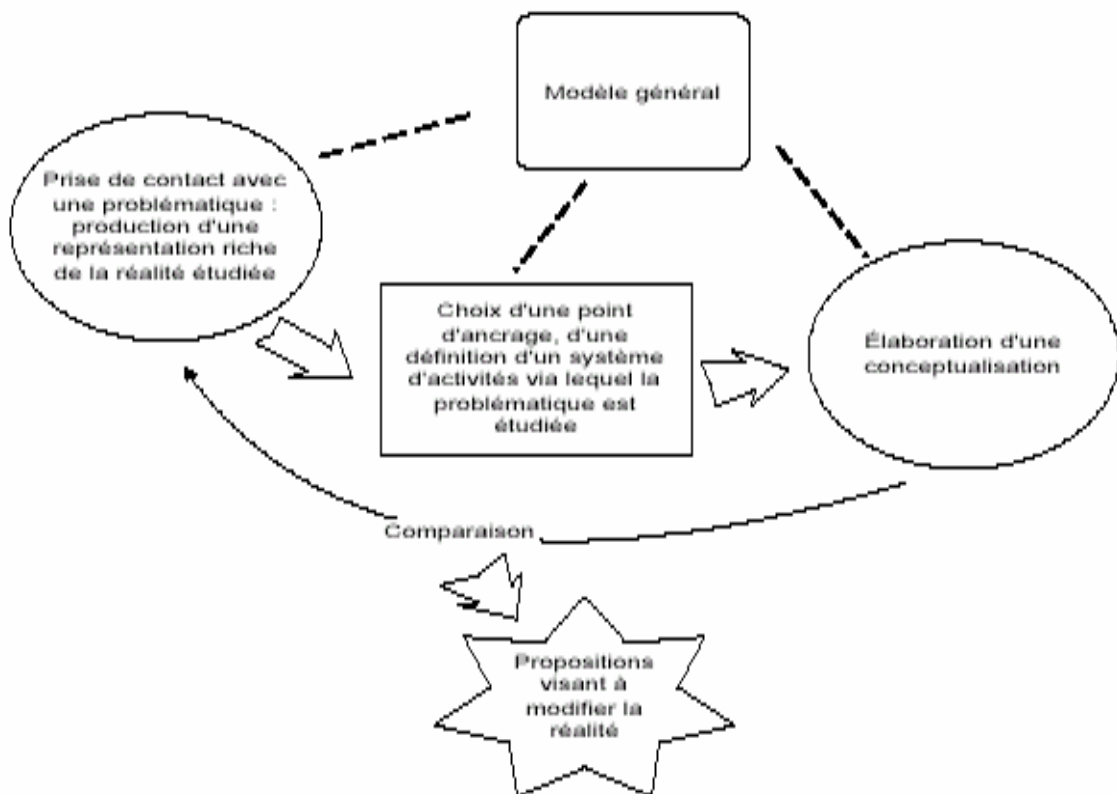 Modèle général
Prise de contact avec
une problématique :
production d'une
représentation riche
de la réalité étudiée
Choix d'une point
d'ancrage, d'une
définition d'un système
d'activités via lequel la
problématique est
étudiée
Élaboration d'une
conceptualisation
Comparaison
Propositions
visant à
modifier la
réalité